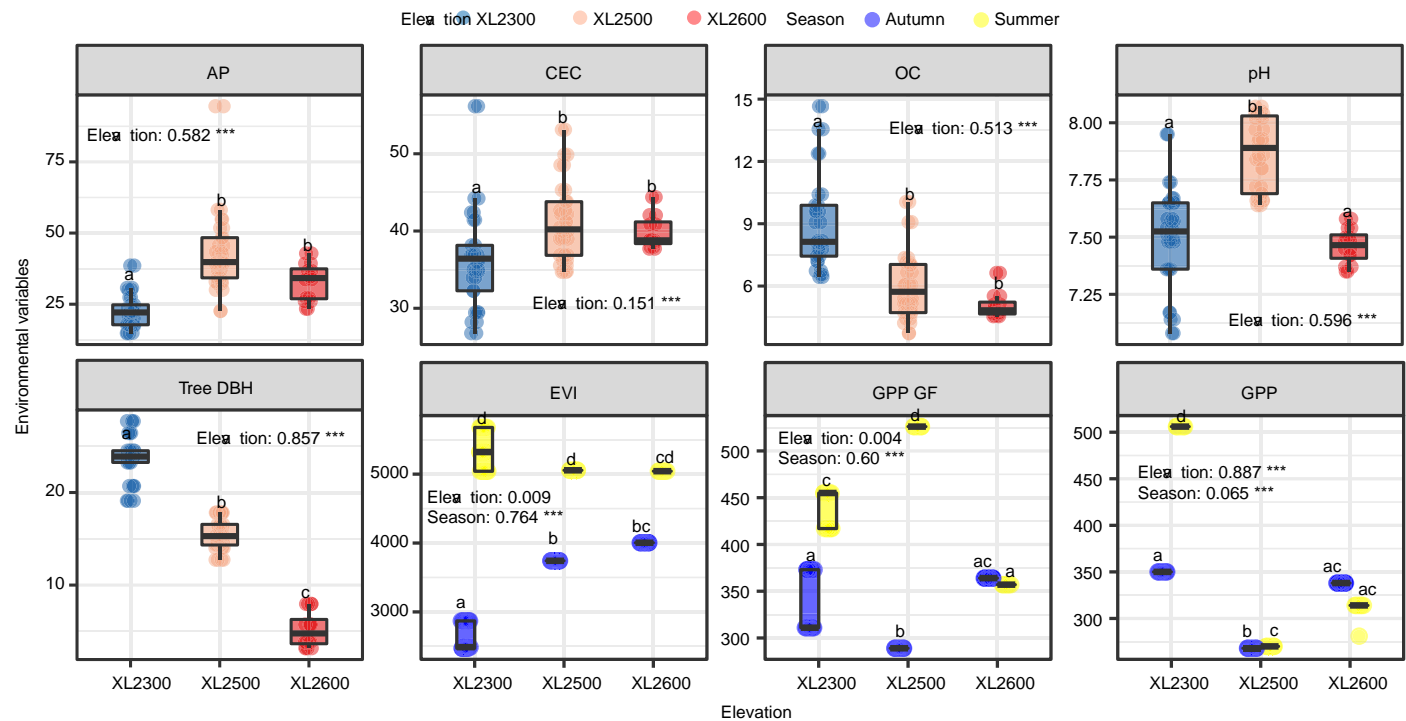 Elevation XL2300 XL2500 XL2600 Season Autumn Summer
AP CEC OC pH
Environmental variables
75
50
25
Elevation: 0.582 ***
a
b
b
50
40
30
a
b
b
Elevation: 0.151 ***
15
12
9
6
a
b
b
Elevation: 0.513 ***
8.00
7.75
7.50
7.25
a
b
a
Elevation: 0.596 ***
Tree DBH EVI GPP GF GPP
20
10
a
b
c
Elevation: 0.857 ***
5000
4000
3000
d
d
cd
Elevation: 0.009
Season: 0.764 ***
a
b
bc
500
450
400
350
300
Elevation: 0.004
Season: 0.60 ***
d
c
a
b
ac
a
500
450
400
350
300
d
Elevation: 0.887 ***
Season: 0.065 ***
a
b
c
ac
ac
XL2300 XL2500 XL2600 XL2300 XL2500 XL2600 XL2300 XL2500 XL2600 XL2300 XL2500 XL2600
Elevation